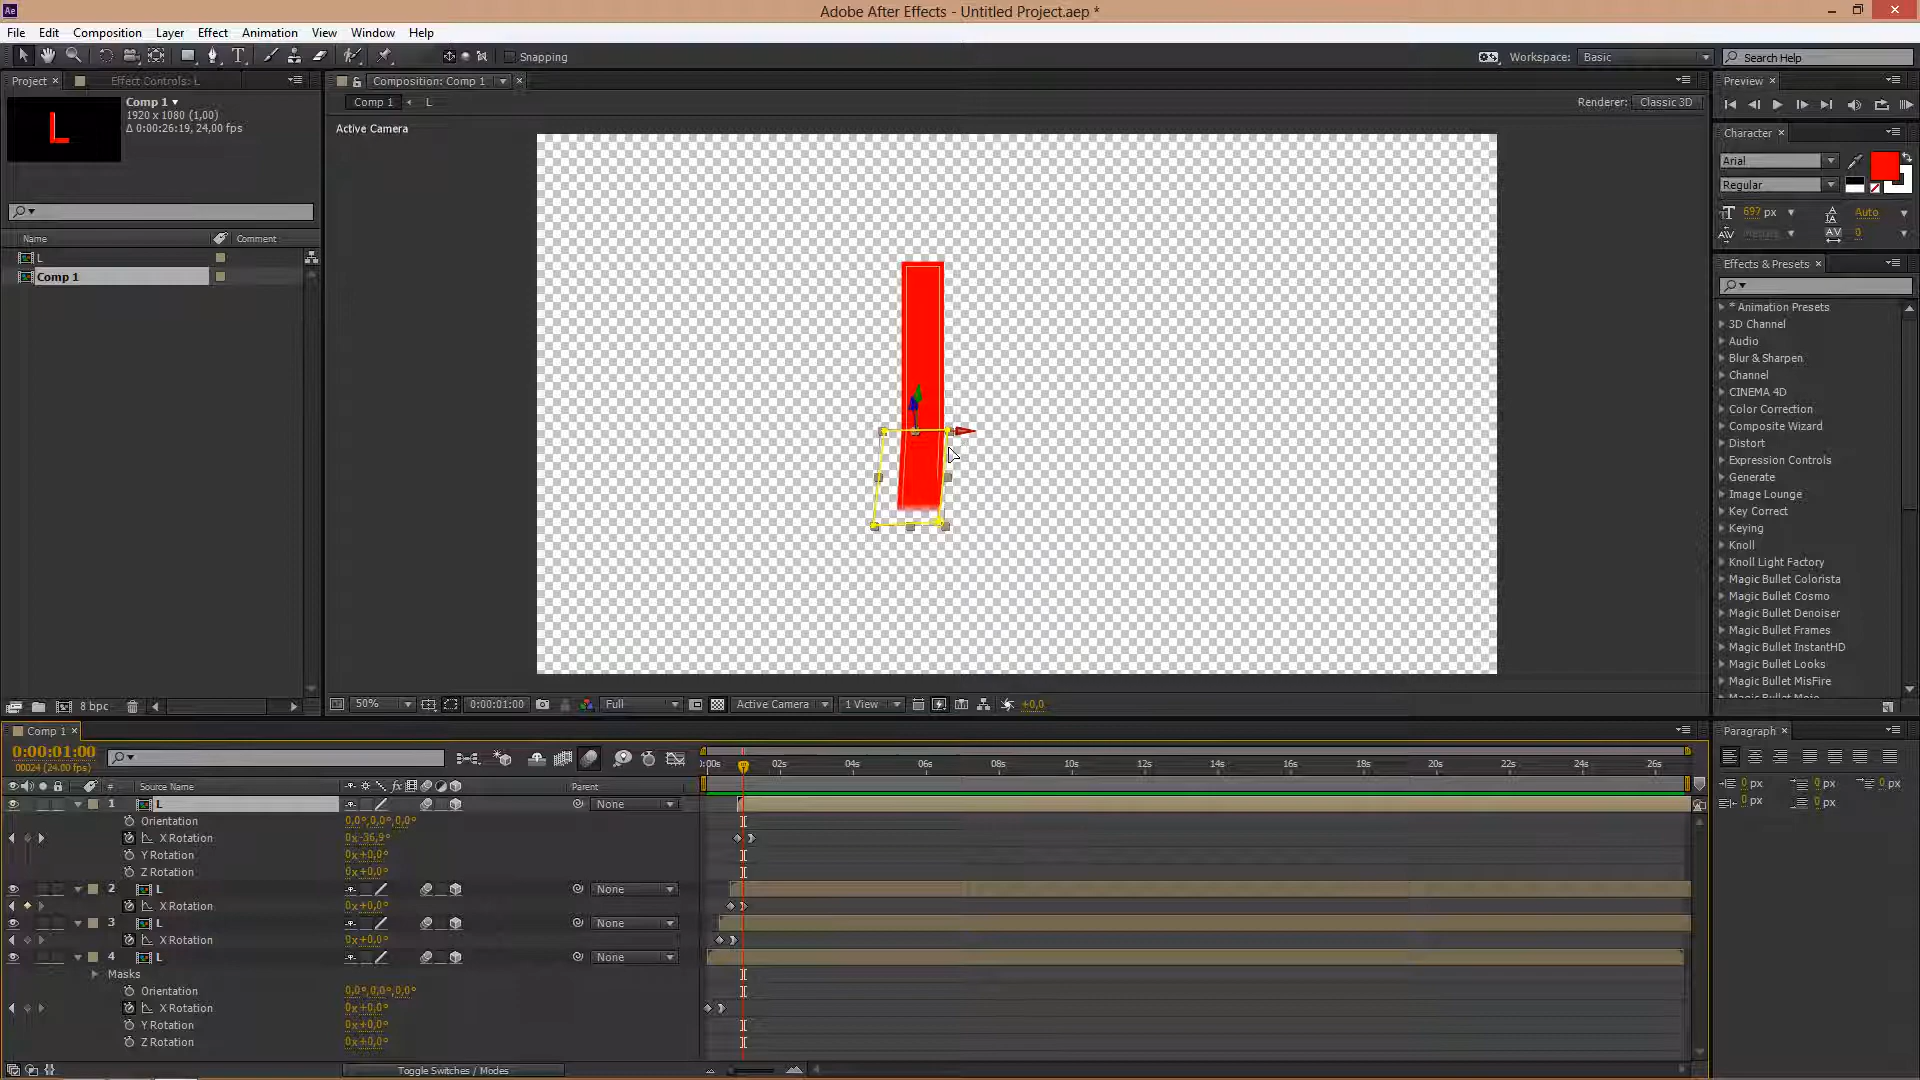 Ae
Adobe After Effects - Untitled Project.aep *
File Edit Composition Layer Effect Animation View Window Help
Snapping
Workspace: Basic
Search Help
Project × Effect Controls: L
Composition: Comp 1
Preview ×
Comp 1 ▾
1920 x 1080 (1,00)
Δ 0:00:26:19, 24,00 fps
Comp 1 L
Renderer: Classic 3D
Active Camera
L
Character ×
Arial
Regular
697 px Auto
0
Name Comment
L
Comp 1
Effects & Presets ×
* Animation Presets
3D Channel
Audio
Blur & Sharpen
Channel
CINEMA 4D
Color Correction
Composite Wizard
Distort
Expression Controls
Generate
Image Lounge
Key Correct
Keying
Knoll
Knoll Light Factory
Magic Bullet Colorista
Magic Bullet Cosmo
Magic Bullet Denoiser
Magic Bullet Frames
Magic Bullet InstantHD
Magic Bullet Looks
Magic Bullet MisFire
Magic Bullet Mojo
8 bpc
50% 0:00:01:00 Full Active Camera 1 View +0,0
Comp 1 ×
0:00:01:00
00024 (24.00 fps)
:00s 02s 04s 06s 08s 10s 12s 14s 16s 18s 20s 22s 24s 26s
# Source Name fx Parent
1 L None
Orientation 0,0°,0,0°,0,0°
X Rotation 0x-36,9°
Y Rotation 0x+0,0°
Z Rotation 0x+0,0°
2 L None
X Rotation 0x+0,0°
3 L None
X Rotation 0x+0,0°
4 L None
Masks
Orientation 0,0°,0,0°,0,0°
X Rotation 0x+0,0°
Y Rotation 0x+0,0°
Z Rotation 0x+0,0°
Toggle Switches / Modes
Paragraph ×
0 px 0 px 0 px
0 px 0 px